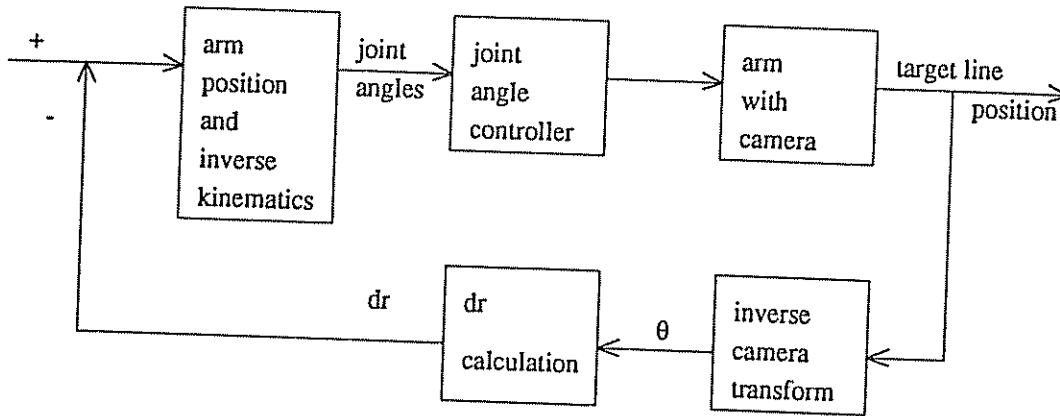 +
-
arm
position
and
inverse
kinematics
joint
angles
joint
angle
controller
arm
with
camera
target line
position
dr
dr
calculation
θ
inverse
camera
transform